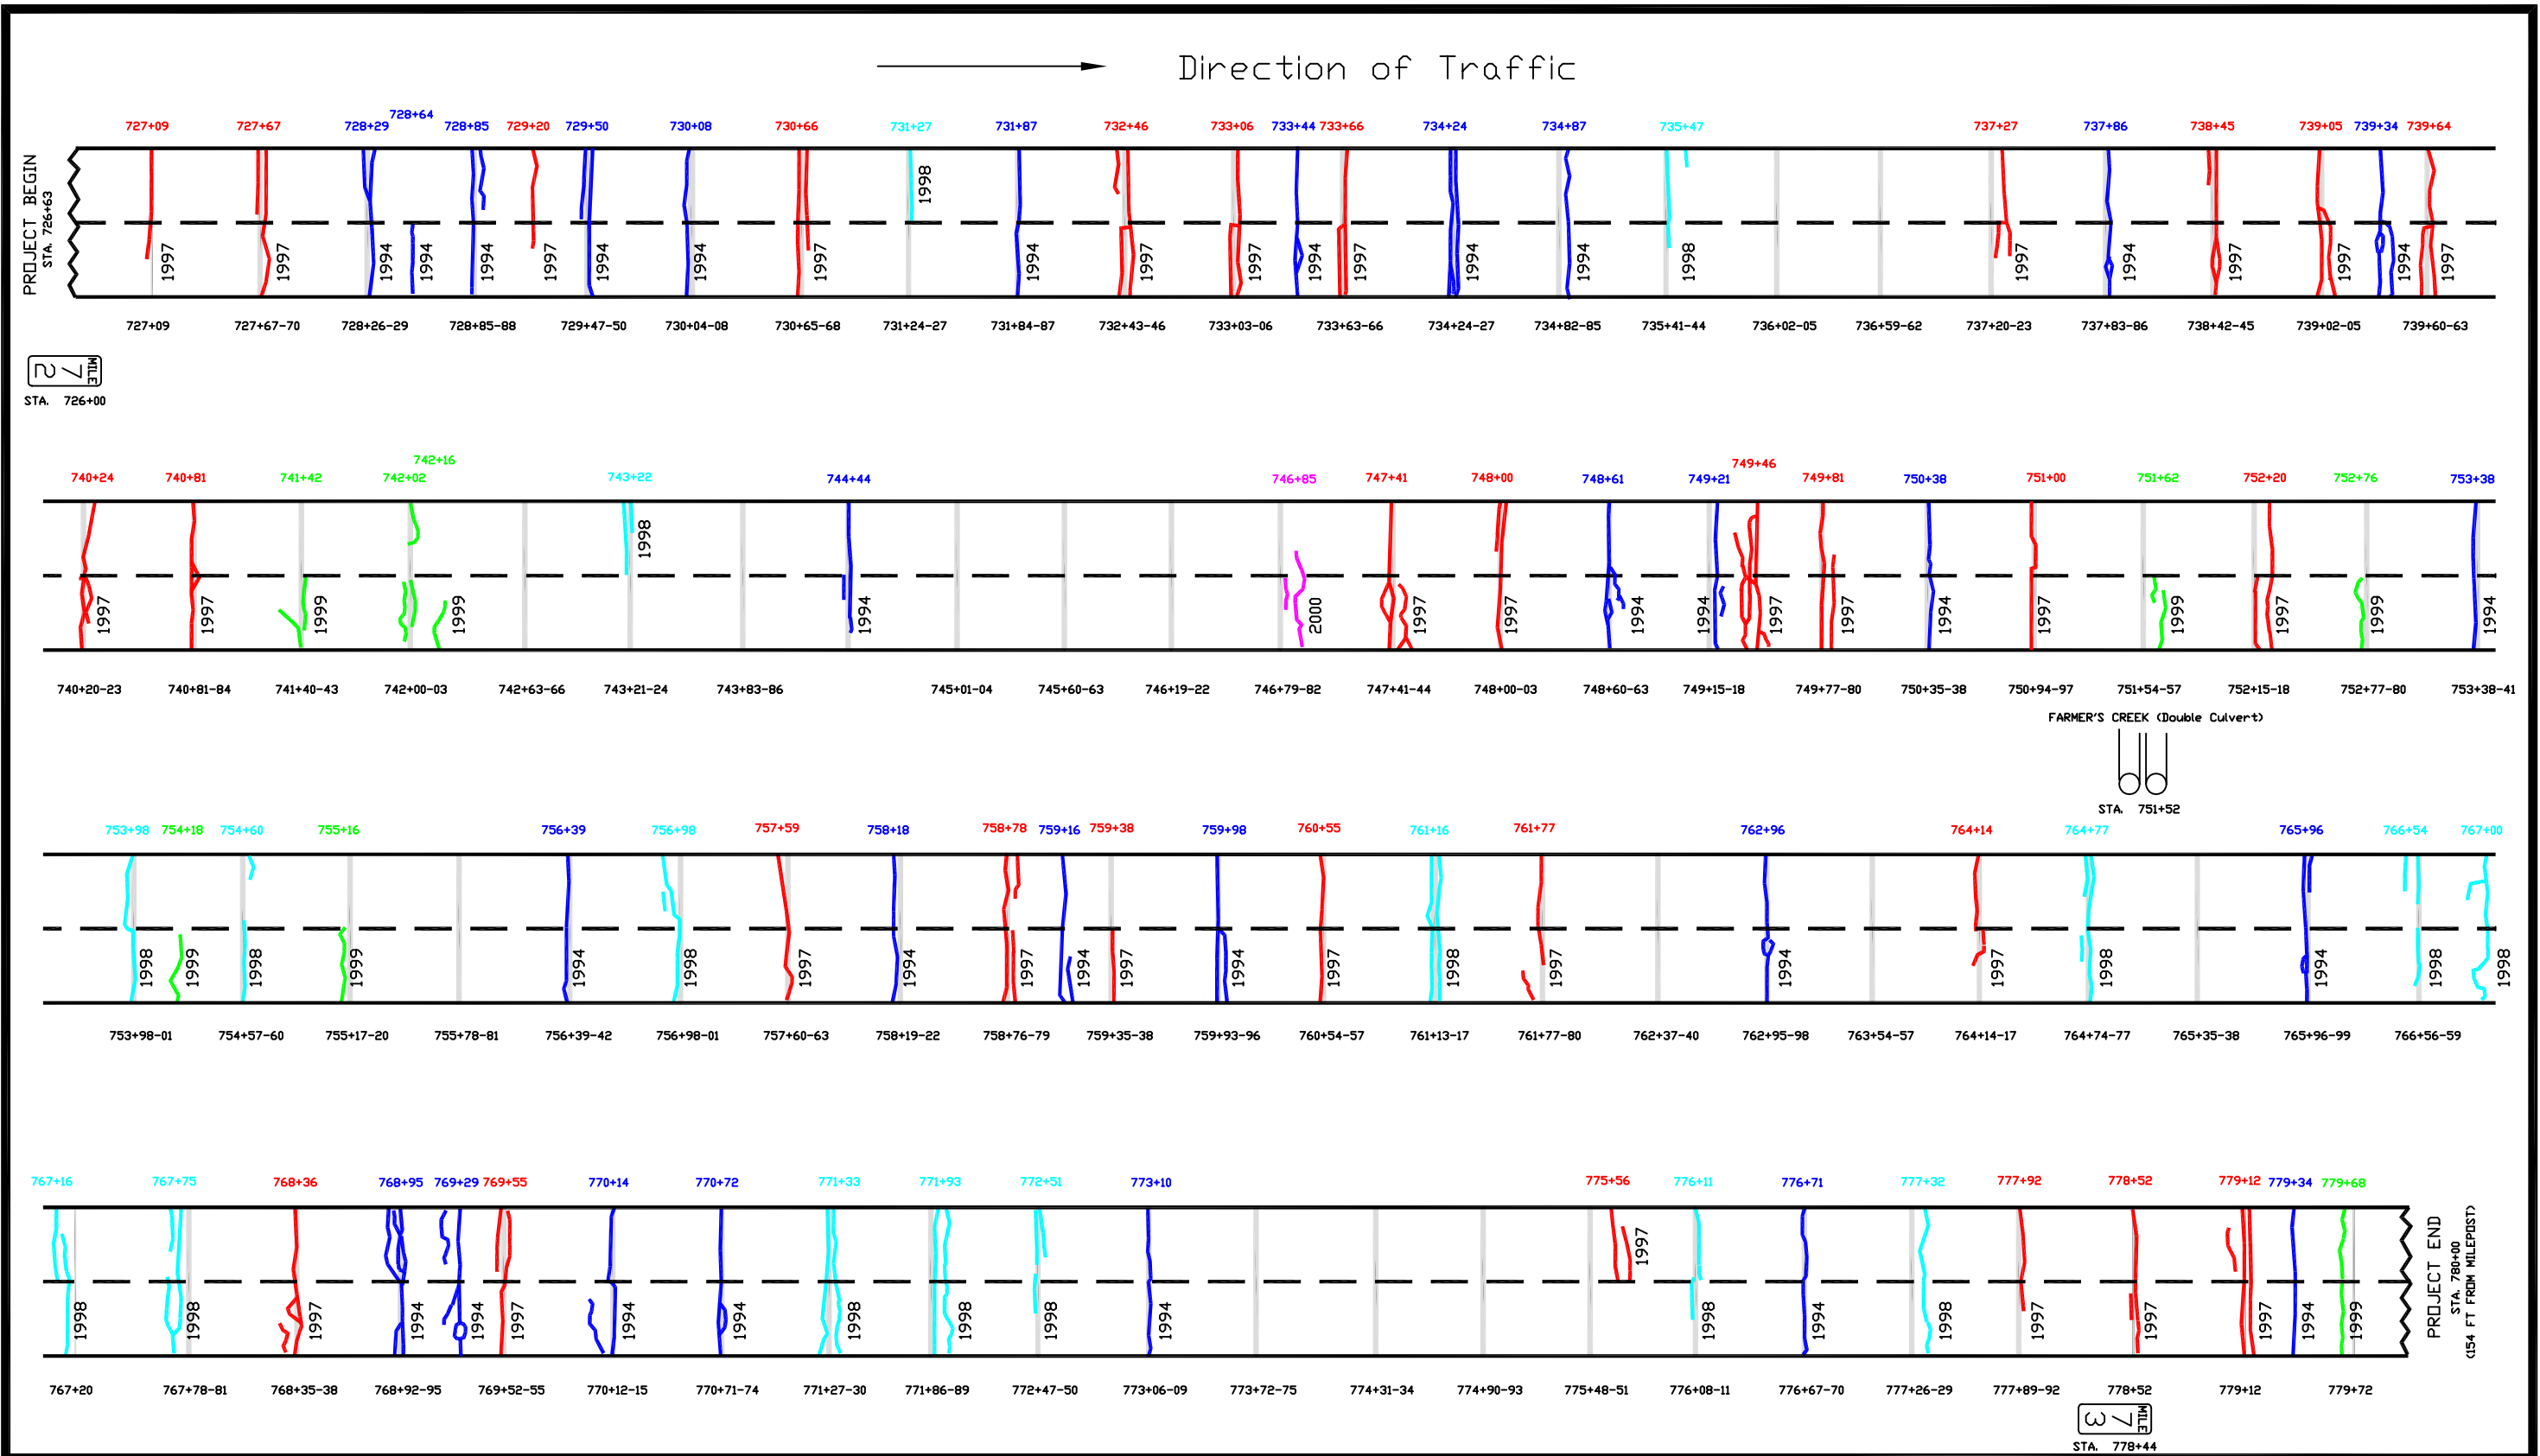 Direction of Traffic
727+09 727+67 728+29 728+64 728+85 729+20 729+50 730+08 730+66 731+27 731+87 732+46 733+06 733+44 733+66 734+24 734+87 735+47 737+27 737+86 738+45 739+05 739+34 739+64
PROJECT BEGIN
STA. 726+63
1997 1997 1994 1994 1994 1997 1994 1994 1997 1998 1994 1997 1997 1994 1997 1994 1994 1998 1997 1994 1997 1997 1994 1997
727+09 727+67-70 728+26-29 728+85-88 729+47-50 730+04-08 730+65-68 731+24-27 731+84-87 732+43-46 733+03-06 733+63-66 734+24-27 734+82-85 735+41-44 736+02-05 736+59-62 737+20-23 737+83-86 738+42-45 739+02-05 739+60-63
MILE 72
STA. 726+00
740+24 740+81 741+42 742+02 742+16 743+22 744+44 746+85 747+41 748+00 748+61 749+21 749+46 749+81 750+38 751+00 751+62 752+20 752+76 753+38
1997 1997 1999 1999 1998 1994 2000 1997 1997 1994 1994 1997 1997 1994 1997 1999 1997 1999 1994
740+20-23 740+81-84 741+40-43 742+00-03 742+63-66 743+21-24 743+83-86 745+01-04 745+60-63 746+19-22 746+79-82 747+41-44 748+00-03 748+60-63 749+15-18 749+77-80 750+35-38 750+94-97 751+54-57 752+15-18 752+77-80 753+38-41
FARMER'S CREEK (Double Culvert)
STA. 751+52
753+98 754+18 754+60 755+16 756+39 756+98 757+59 758+18 758+78 759+16 759+38 759+98 760+55 761+16 761+77 762+96 764+14 764+77 765+96 766+54 767+00
1998 1999 1998 1999 1994 1998 1997 1994 1997 1994 1997 1994 1997 1998 1997 1994 1997 1998 1994 1998 1998
753+98-01 754+57-60 755+17-20 755+78-81 756+39-42 756+98-01 757+60-63 758+19-22 758+76-79 759+35-38 759+93-96 760+54-57 761+13-17 761+77-80 762+37-40 762+95-98 763+54-57 764+14-17 764+74-77 765+35-38 765+96-99 766+56-59
767+16 767+75 768+36 768+95 769+29 769+55 770+14 770+72 771+33 771+93 772+51 773+10 775+56 776+11 776+71 777+32 777+92 778+52 779+12 779+34 779+68
1998 1998 1997 1994 1994 1997 1994 1994 1998 1998 1998 1994 1997 1998 1994 1998 1997 1997 1997 1994 1999
PROJECT END
STA. 780+00
(154 FT FROM MILEPOST)
767+20 767+78-81 768+35-38 768+92-95 769+52-55 770+12-15 770+71-74 771+27-30 771+86-89 772+47-50 773+06-09 773+72-75 774+31-34 774+90-93 775+48-51 776+08-11 776+67-70 777+26-29 777+89-92 778+52 779+12 779+72
MILE 73
STA. 778+44